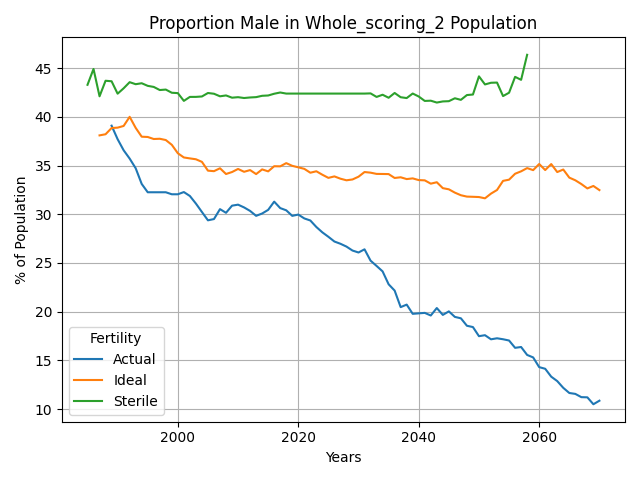 Proportion Male in Whole_scoring_2 Population
% of Population
45
40
35
30
25
20
15
10
Fertility
Actual
Ideal
Sterile
2000
2020
2040
2060
Years